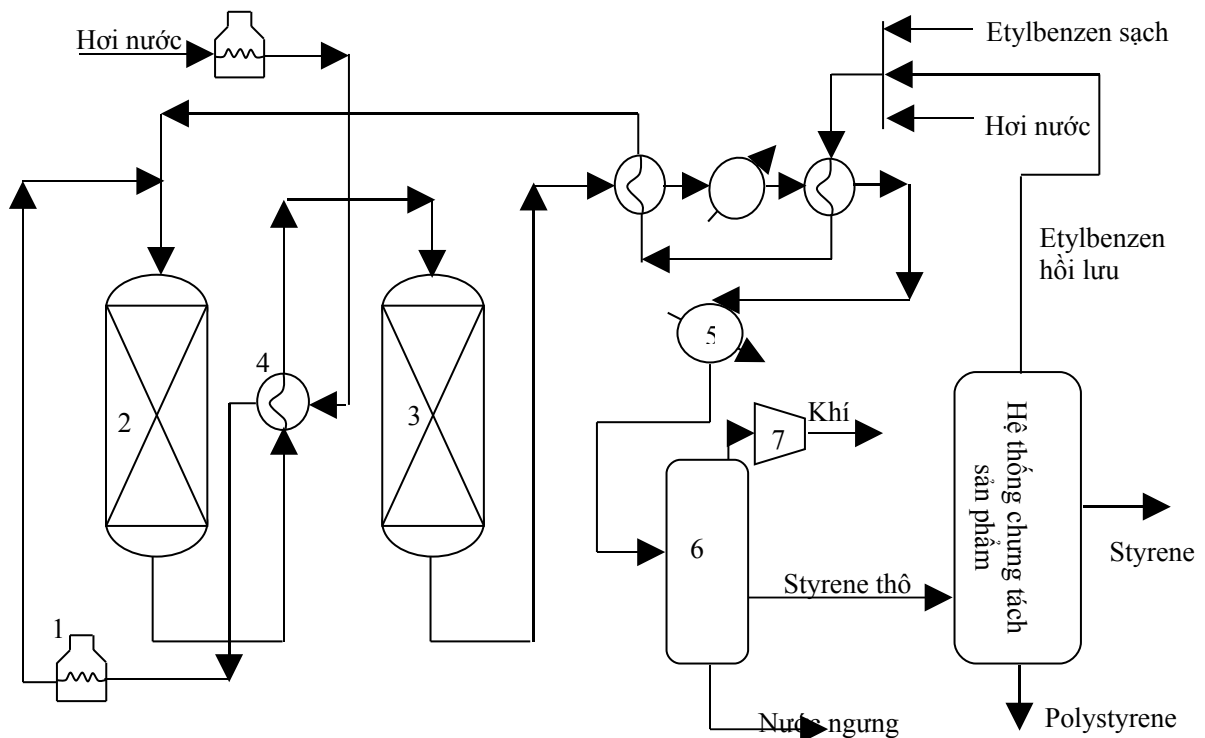 Hơi nước
Etylbenzen sạch
Hơi nước
Etylbenzen
hồi lưu
5
4
2
3
Khí
7
Hệ thống chưng tách
sản phẩm
6
Styrene
Styrene thô
1
Nước ngưng
Polystyrene